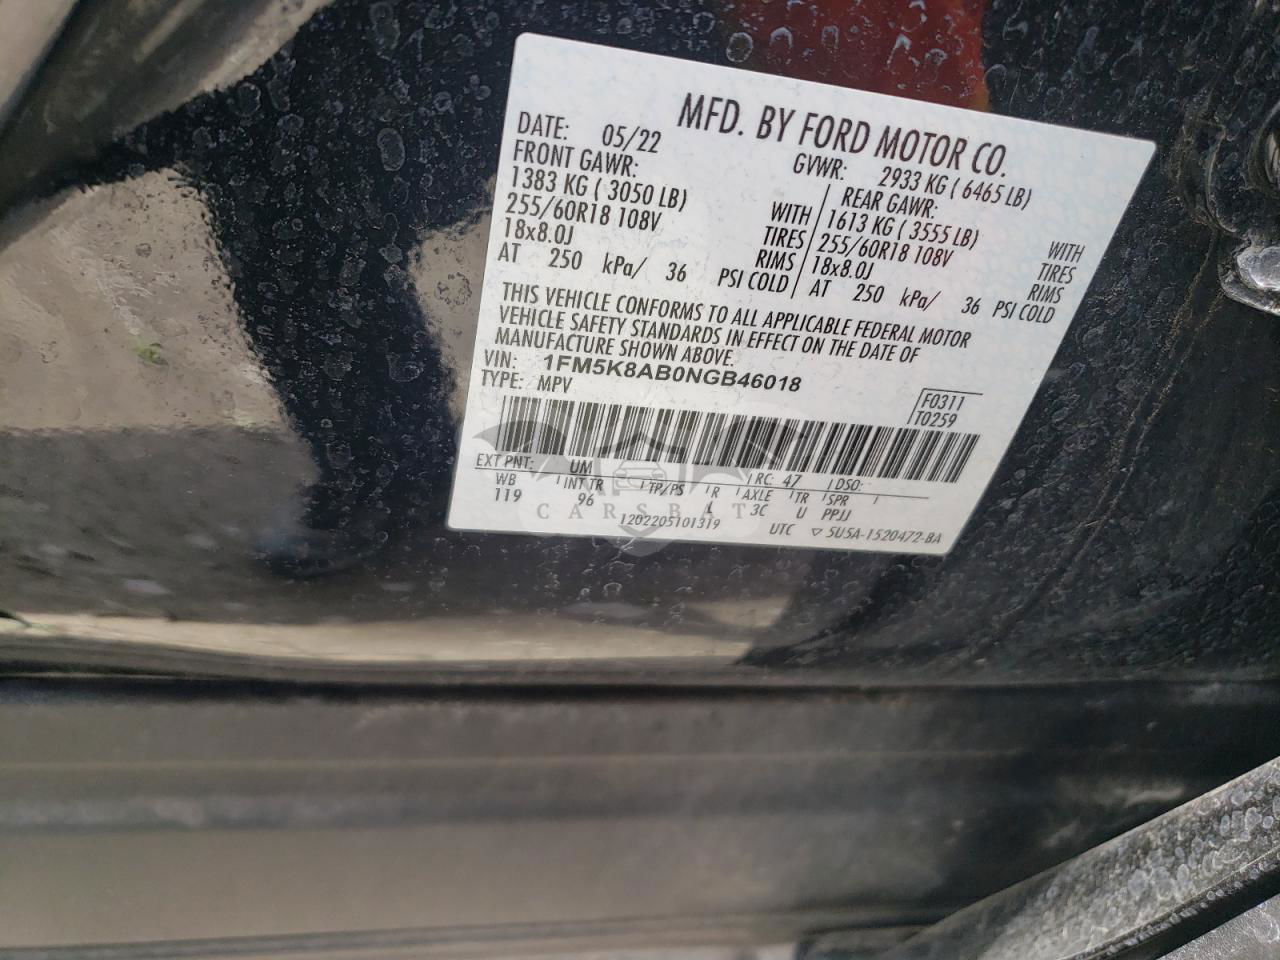 MFD. BY FORD MOTOR CO.
DATE: 05/22 GVWR: 2933 KG ( 6465 LB)
FRONT GAWR: REAR GAWR:
1383 KG ( 3050 LB) WITH 1613 KG ( 3555 LB) WITH
255/60R18 108V TIRES 255/60R18 108V TIRES
18x8.0J RIMS 18x8.0J RIMS
AT 250 kPa/ 36 PSI COLD AT 250 kPa/ 36 PSI COLD
THIS VEHICLE CONFORMS TO ALL APPLICABLE FEDERAL MOTOR
VEHICLE SAFETY STANDARDS IN EFFECT ON THE DATE OF
MANUFACTURE SHOWN ABOVE.
VIN: 1FM5K8AB0NGB46018
TYPE: MPV
F0311
T0259
EXT PNT: UM RC: 47 DSO:
WB INT TR TP/PS R AXLE TR SPR
119 96 L 3C U PPJJ
CARSBAT
1202205101319
UTC ▽ 5U5A-1520472-BA